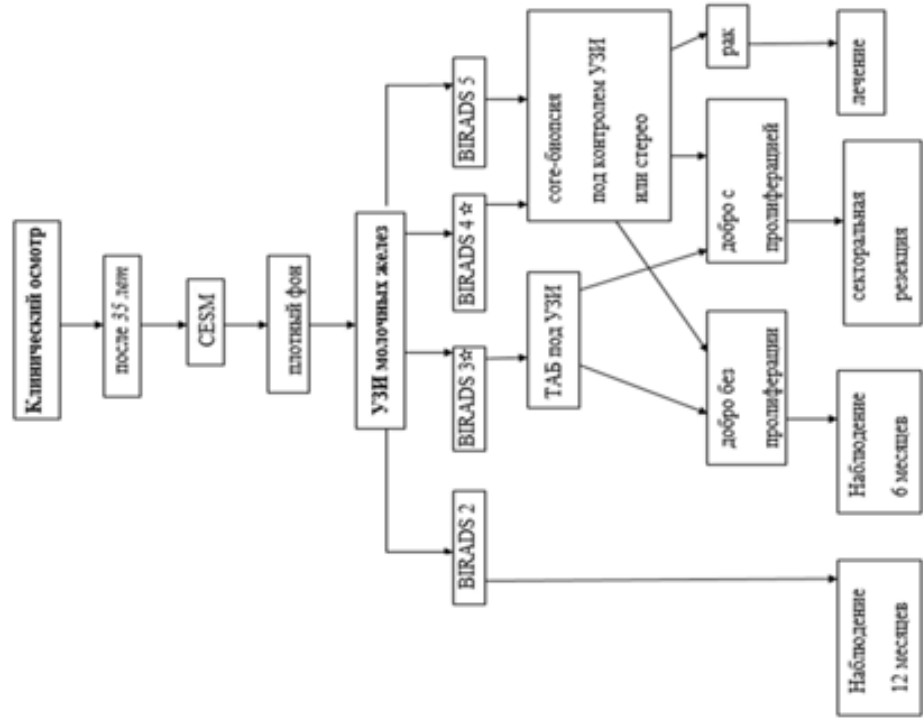 Клинический осмотр
после 35 лет
CESM
плотный фон
УЗИ молочных желез
BIRADS 2
BIRADS 3☆
BIRADS 4☆
BIRADS 5
ТАБ под УЗИ
core-биопсия
под контролем УЗИ
или стерео
добро без
пролиферации
добро с
пролиферацией
рак
Наблюдение
12 месяцев
Наблюдение
6 месяцев
секторальная
резекция
лечение